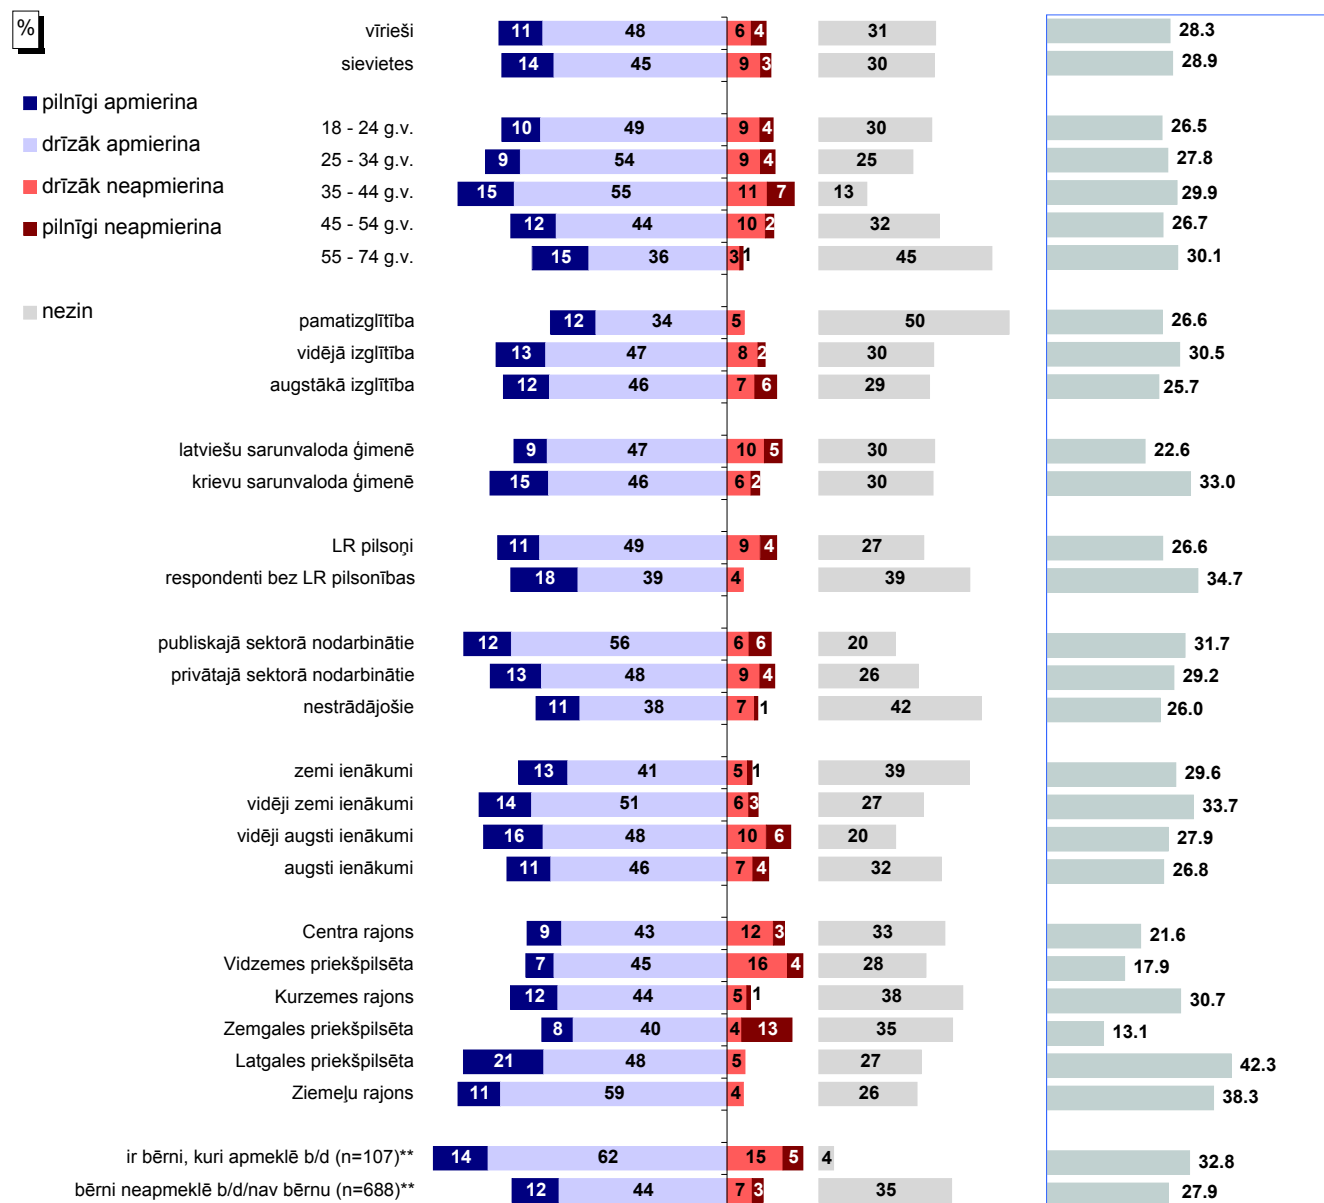 %
pilnīgi apmierina
drīzāk apmierina
drīzāk neapmierina
pilnīgi neapmierina
nezin
vīrieši 11 48 6 4 31 28.3
sievietes 14 45 9 3 30 28.9
18 - 24 g.v. 10 49 9 4 30 26.5
25 - 34 g.v. 9 54 9 4 25 27.8
35 - 44 g.v. 15 55 11 7 13 29.9
45 - 54 g.v. 12 44 10 2 32 26.7
55 - 74 g.v. 15 36 3 1 45 30.1
pamatizglītība 12 34 5 50 26.6
vidējā izglītība 13 47 8 2 30 30.5
augstākā izglītība 12 46 7 6 29 25.7
latviešu sarunvaloda ģimenē 9 47 10 5 30 22.6
krievu sarunvaloda ģimenē 15 46 6 2 30 33.0
LR pilsoņi 11 49 9 4 27 26.6
respondenti bez LR pilsonības 18 39 4 39 34.7
publiskajā sektorā nodarbinātie 12 56 6 6 20 31.7
privātajā sektorā nodarbinātie 13 48 9 4 26 29.2
nestrādājošie 11 38 7 1 42 26.0
zemi ienākumi 13 41 5 1 39 29.6
vidēji zemi ienākumi 14 51 6 3 27 33.7
vidēji augsti ienākumi 16 48 10 6 20 27.9
augsti ienākumi 11 46 7 4 32 26.8
Centra rajons 9 43 12 3 33 21.6
Vidzemes priekšpilsēta 7 45 16 4 28 17.9
Kurzemes rajons 12 44 5 1 38 30.7
Zemgales priekšpilsēta 8 40 4 13 35 13.1
Latgales priekšpilsēta 21 48 5 27 42.3
Ziemeļu rajons 11 59 4 26 38.3
ir bērni, kuri apmeklē b/d (n=107)** 14 62 15 5 4 32.8
bērni neapmeklē b/d/nav bērnu (n=688)** 12 44 7 3 35 27.9